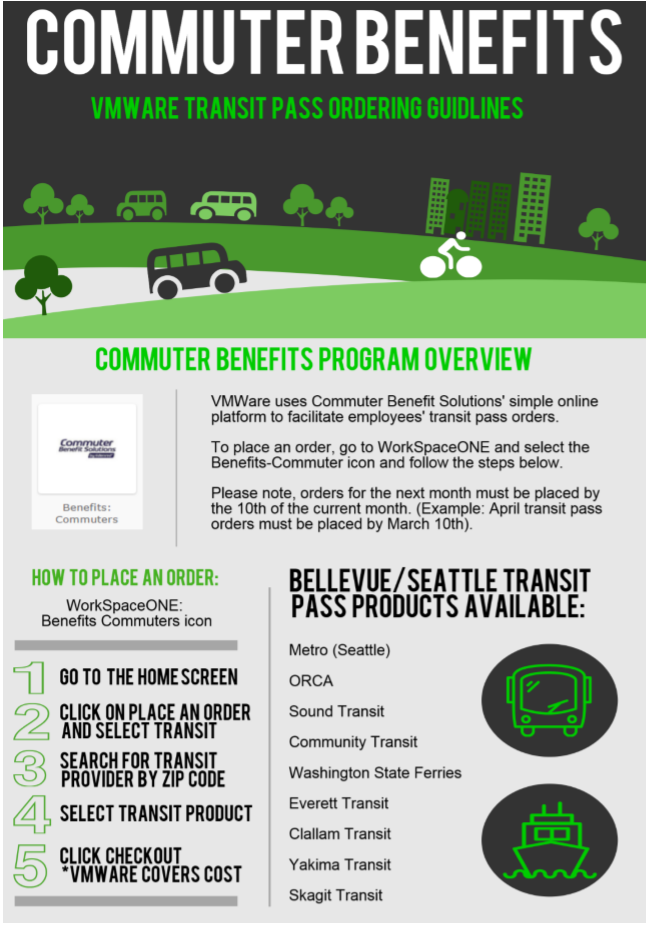 COMMUTER BENEFITS
VMWARE TRANSIT PASS ORDERING GUIDLINES
COMMUTER BENEFITS PROGRAM OVERVIEW
Commuter
Benefit Solutions
Benefits:
Commuters
VMWare uses Commuter Benefit Solutions' simple online
platform to facilitate employees' transit pass orders.
To place an order, go to WorkSpaceONE and select the
Benefits-Commuter icon and follow the steps below.
Please note, orders for the next month must be placed by
the 10th of the current month. (Example: April transit pass
orders must be placed by March 10th).
HOW TO PLACE AN ORDER:
WorkSpaceONE:
Benefits Commuters icon
1 GO TO THE HOME SCREEN
2 CLICK ON PLACE AN ORDER
AND SELECT TRANSIT
3 SEARCH FOR TRANSIT
PROVIDER BY ZIP CODE
4 SELECT TRANSIT PRODUCT
5 CLICK CHECKOUT
*VMWARE COVERS COST
BELLEVUE/SEATTLE TRANSIT
PASS PRODUCTS AVAILABLE:
Metro (Seattle)
ORCA
Sound Transit
Community Transit
Washington State Ferries
Everett Transit
Clallam Transit
Yakima Transit
Skagit Transit